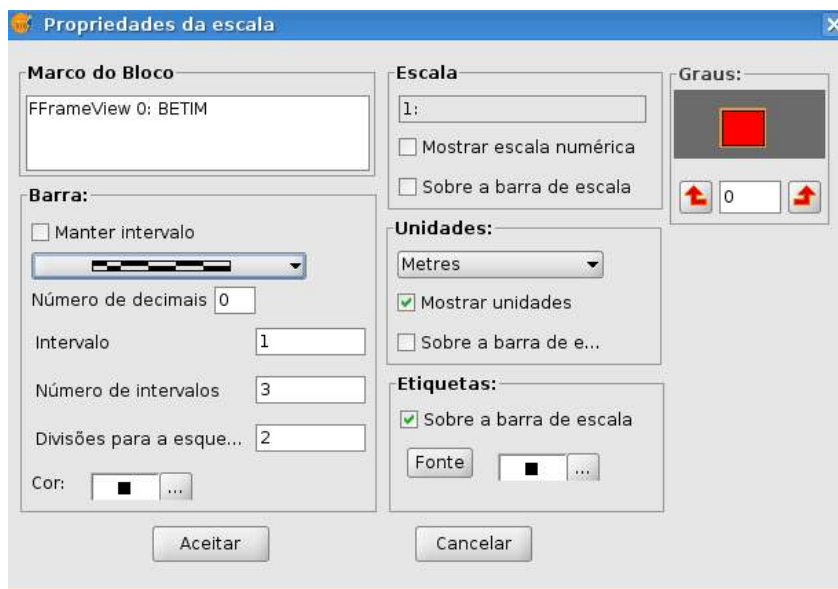 Propriedades da escala
Marco do Bloco
FFrameView 0: BETIM
Barra:
Manter intervalo
Número de decimais 0
Intervalo 1
Número de intervalos 3
Divisões para a esque... 2
Cor: ...
Escala
1:
Mostrar escala numérica
Sobre a barra de escala
Unidades:
Metres
Mostrar unidades
Sobre a barra de e...
Etiquetas:
Sobre a barra de escala
Fonte ...
Graus:
0
Aceitar Cancelar